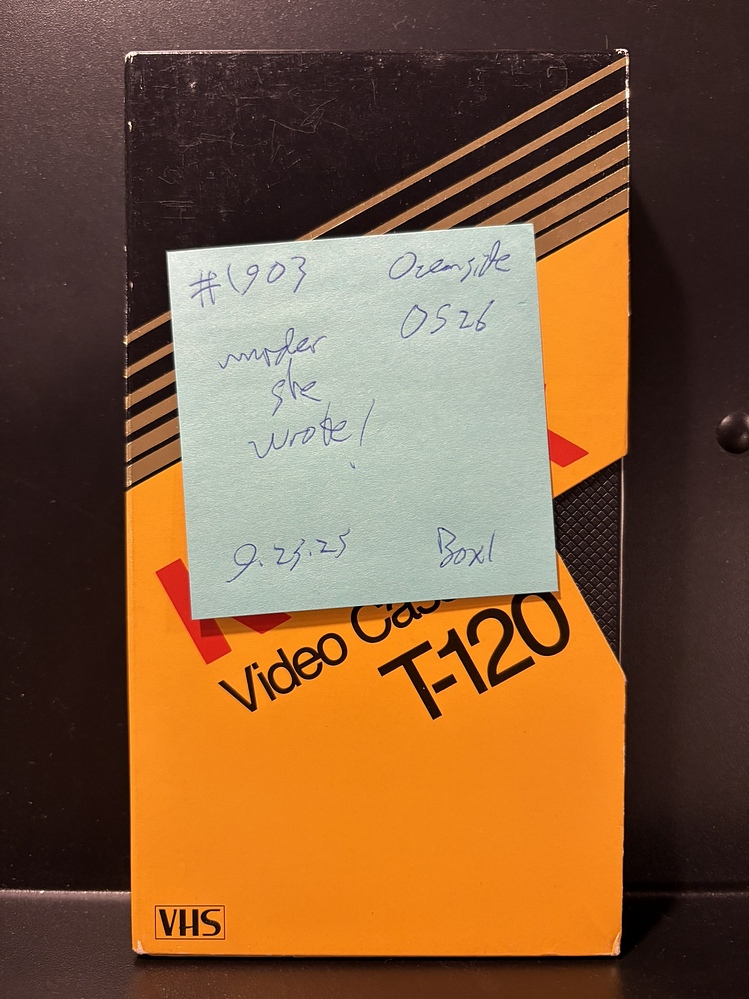 #1903 Oceanside
OS26
murder
she
wrote!
9.23.25 Box1
Video Cas
T-120
VHS